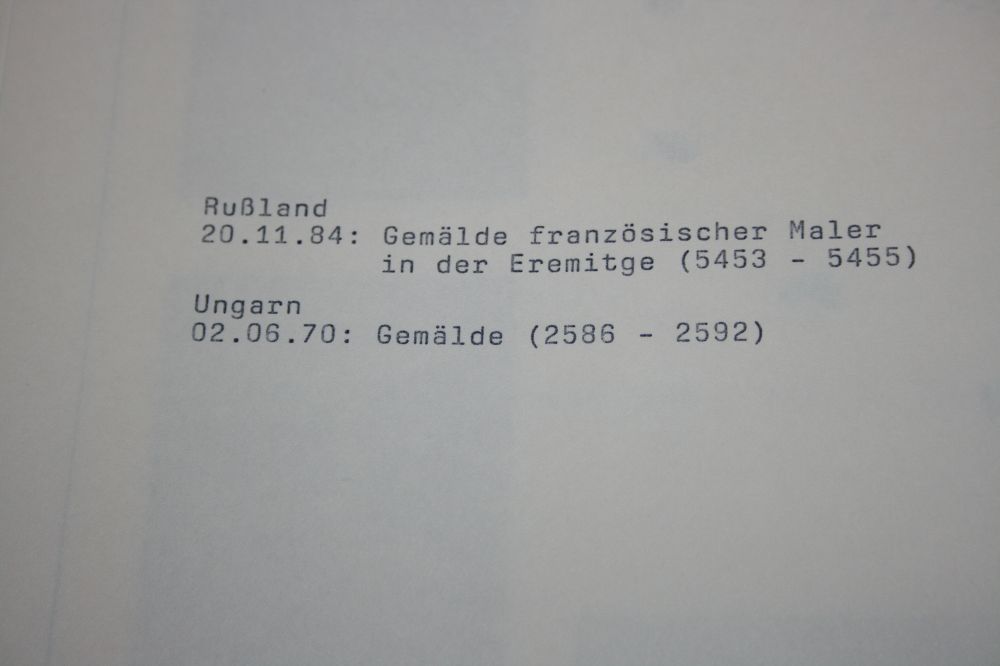 Rußland
20.11.84: Gemälde französischer Maler
in der Eremitge (5453 - 5455)
Ungarn
02.06.70: Gemälde (2586 - 2592)